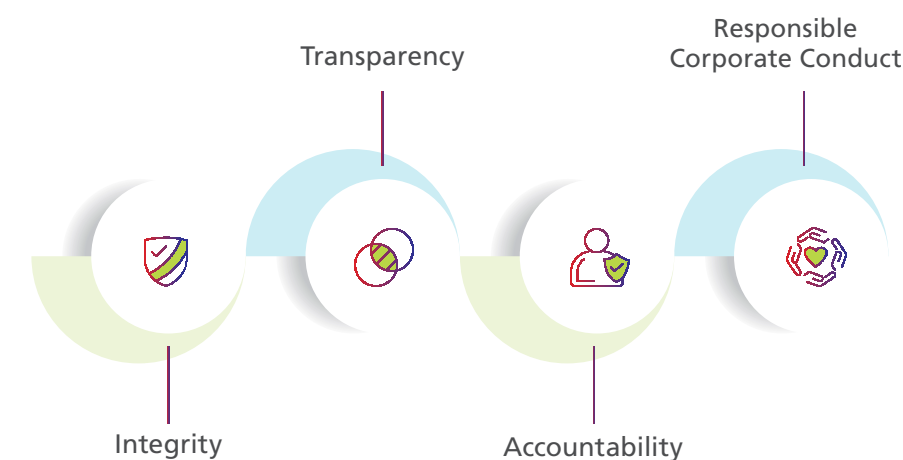 Responsible
Corporate Conduct
Transparency
Integrity
Accountability